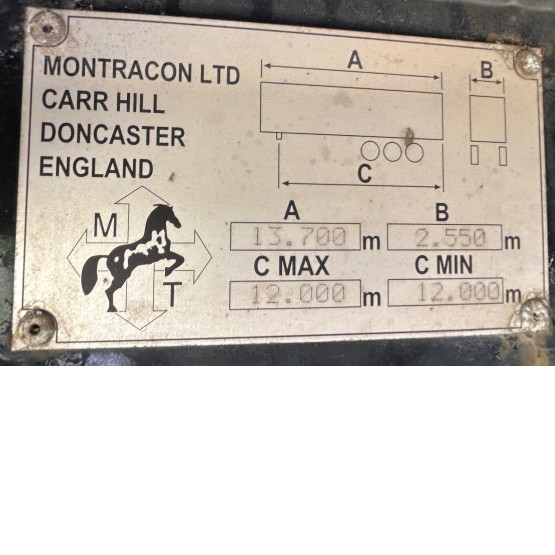 MONTRACON LTD
CARR HILL
DONCASTER
ENGLAND
A
B
C
M
T
A
B
13.700 m
2.550 m
C MAX
C MIN
12.000 m
12.000 m